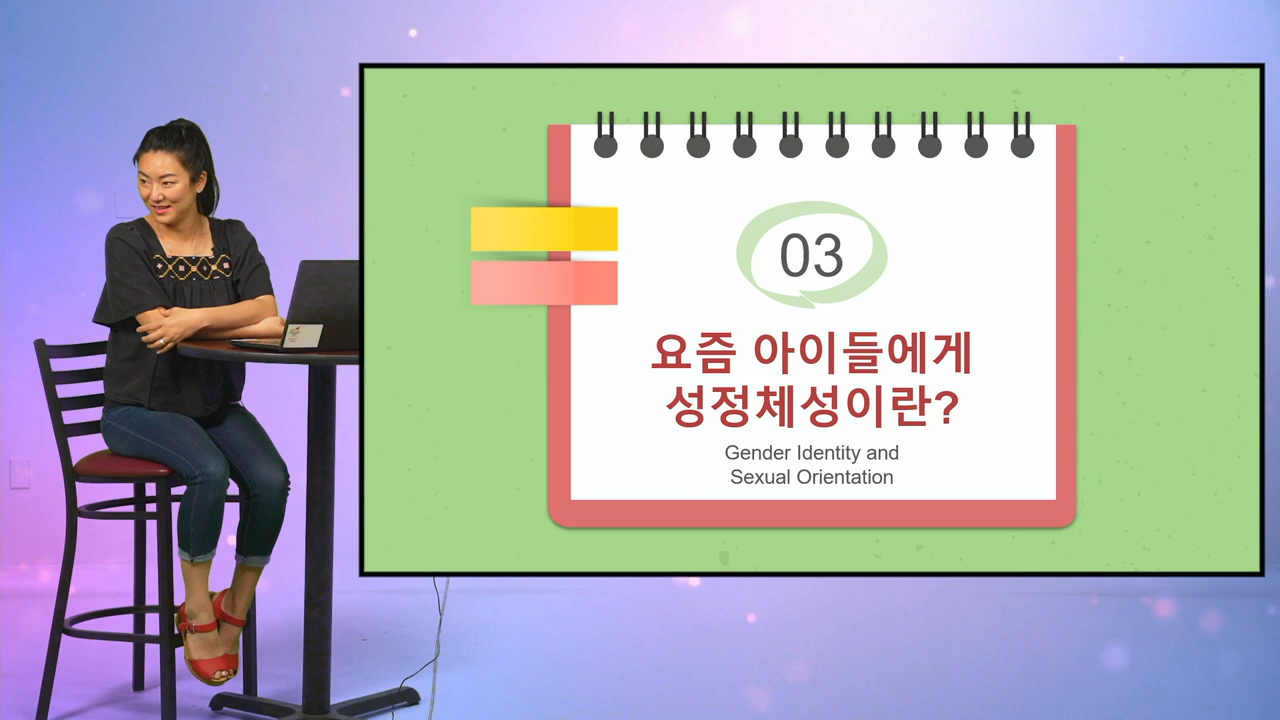 03
요즘 아이들에게
성정체성이란?
Gender Identity and
Sexual Orientation